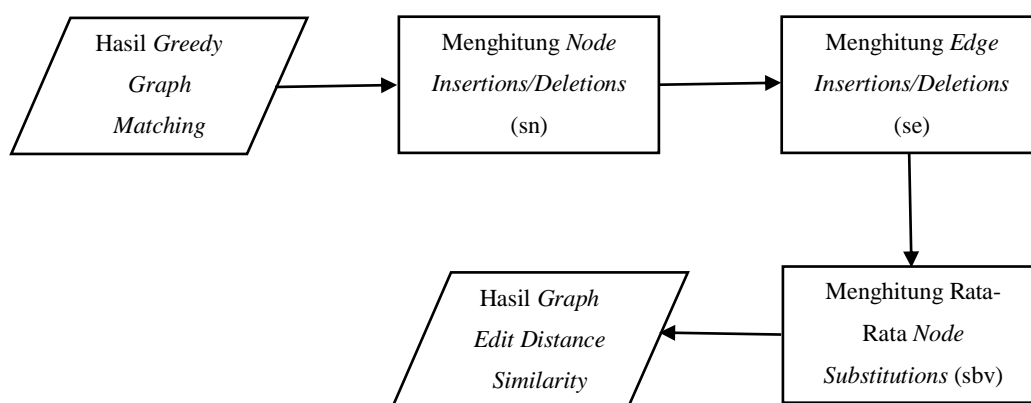 Hasil Greedy
Graph
Matching
Menghitung Node
Insertions/Deletions
(sn)
Menghitung Edge
Insertions/Deletions
(se)
Menghitung Rata-
Rata Node
Substitutions (sbv)
Hasil Graph
Edit Distance
Similarity